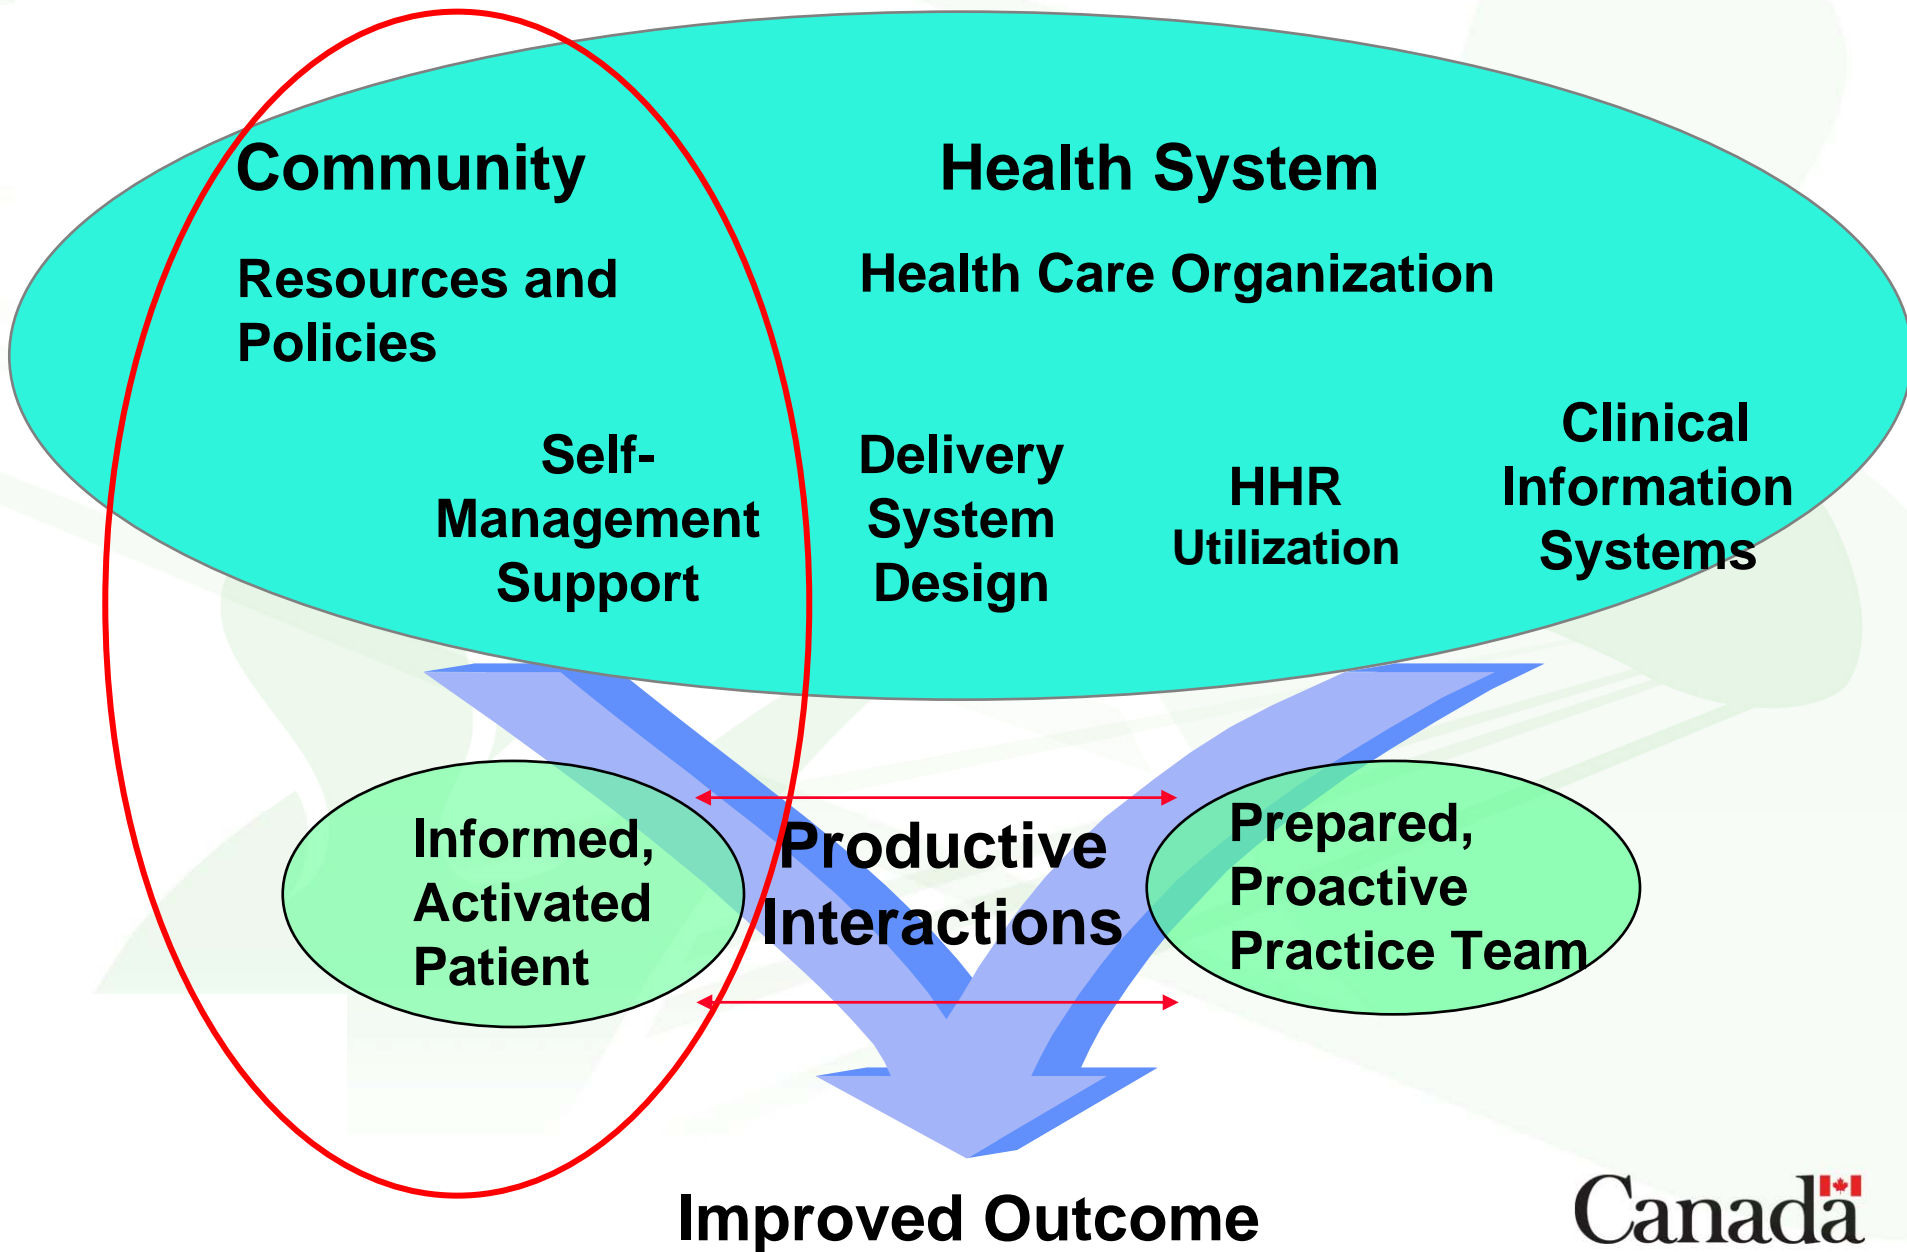 Community
Health System
Resources and
Policies
Health Care Organization
Self-
Management
Support
Delivery
System
Design
HHR
Utilization
Clinical
Information
Systems
Informed,
Activated
Patient
Productive
Interactions
Prepared,
Proactive
Practice Team
Improved Outcome
Canada